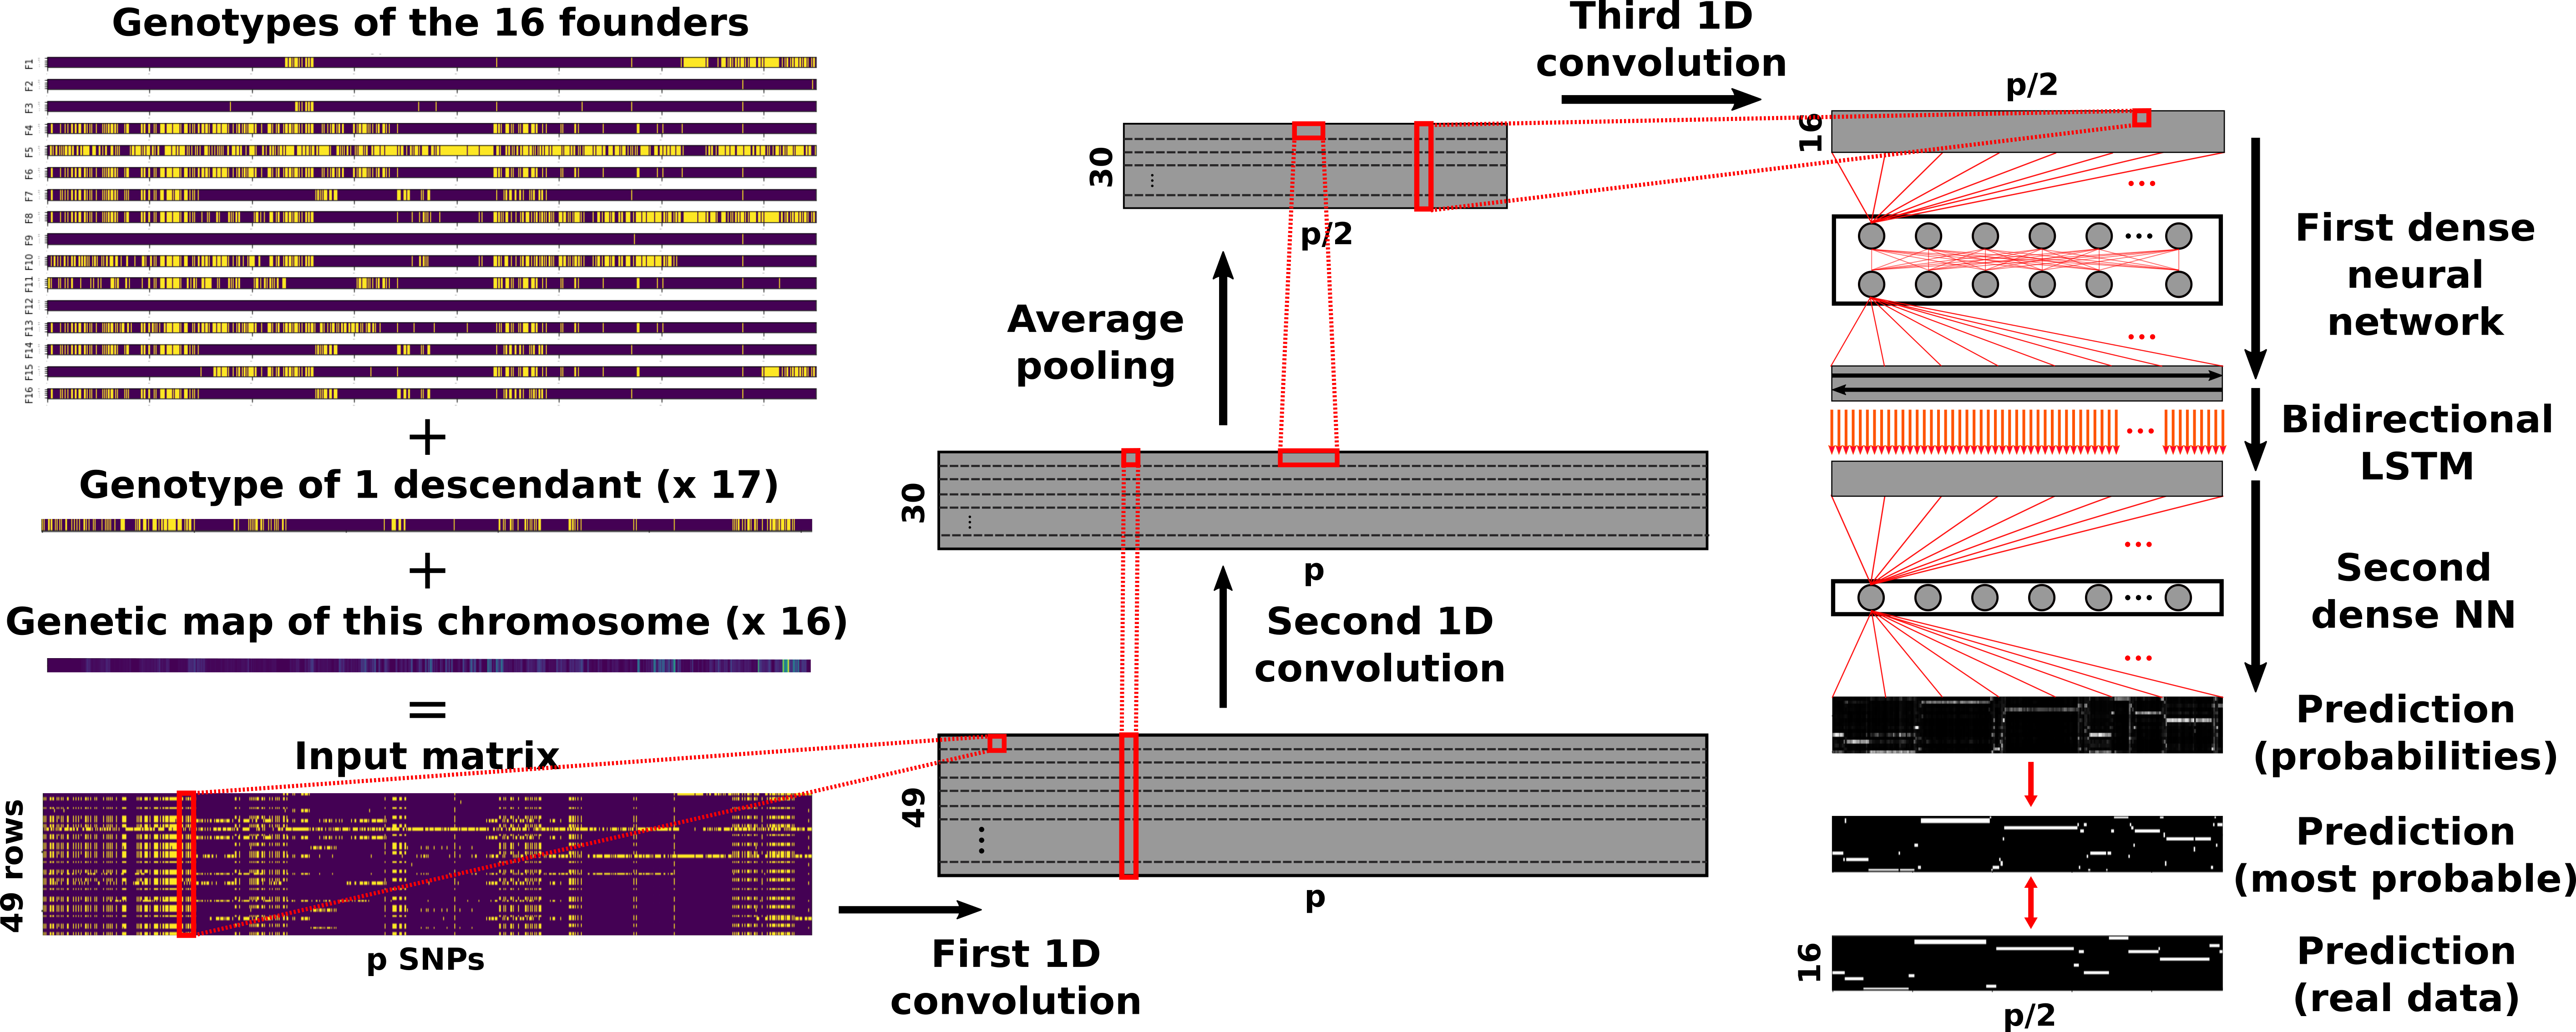 Genotypes of the 16 founders
F1
F2
F3
F4
F5
F6
F7
F8
F9
F10
F11
F12
F13
F14
F15
F16
+
Genotype of 1 descendant (x 17)
+
Genetic map of this chromosome (x 16)
=
Input matrix
49 rows
p SNPs
First 1D
convolution
49
p
Second 1D
convolution
30
p
Average
pooling
30
p/2
Third 1D
convolution
p/2
16
First dense
neural
network
Bidirectional
LSTM
Second
dense NN
Prediction
(probabilities)
Prediction
(most probable)
16
Prediction
(real data)
p/2